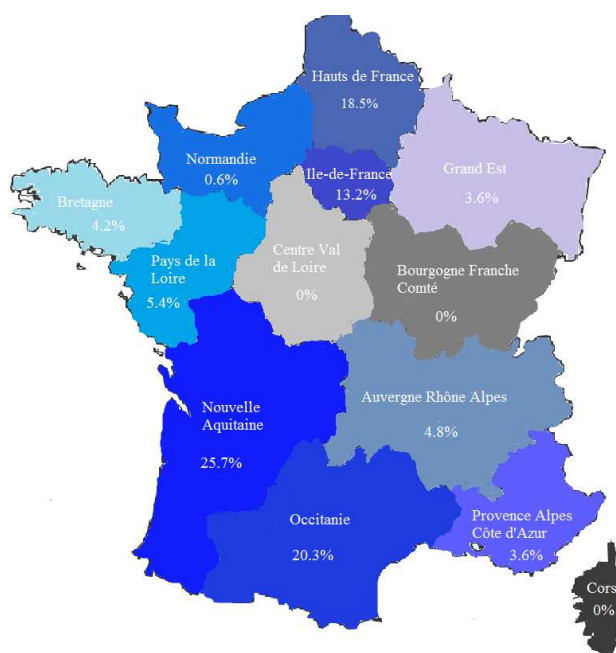 Hauts de France
18.5%
Normandie
0.6%
Ile-de-France
13.2%
Grand Est
3.6%
Bretagne
4.2%
Pays de la
Loire
5.4%
Centre Val
de Loire
0%
Bourgogne Franche
Comté
0%
Nouvelle
Aquitaine
25.7%
Auvergne Rhône Alpes
4.8%
Occitanie
20.3%
Provence Alpes
Côte d'Azur
3.6%
Cors
0%